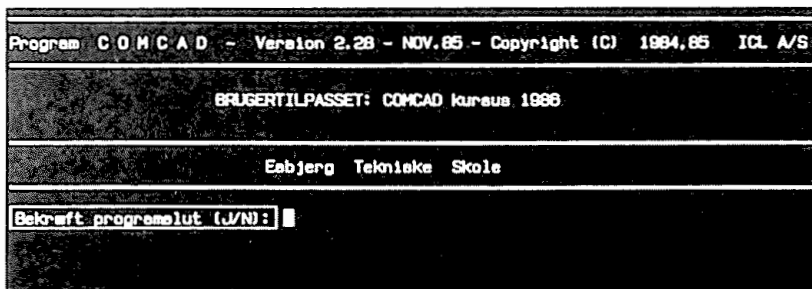 Program C O M C A D - Version 2.28 - NOV.85 - Copyright (C) 1984,85 ICL A/S
BRUGERTILPASSET: COMCAD kursus 1986
Esbjerg Tekniske Skole
Bekræft programslut (J/N):